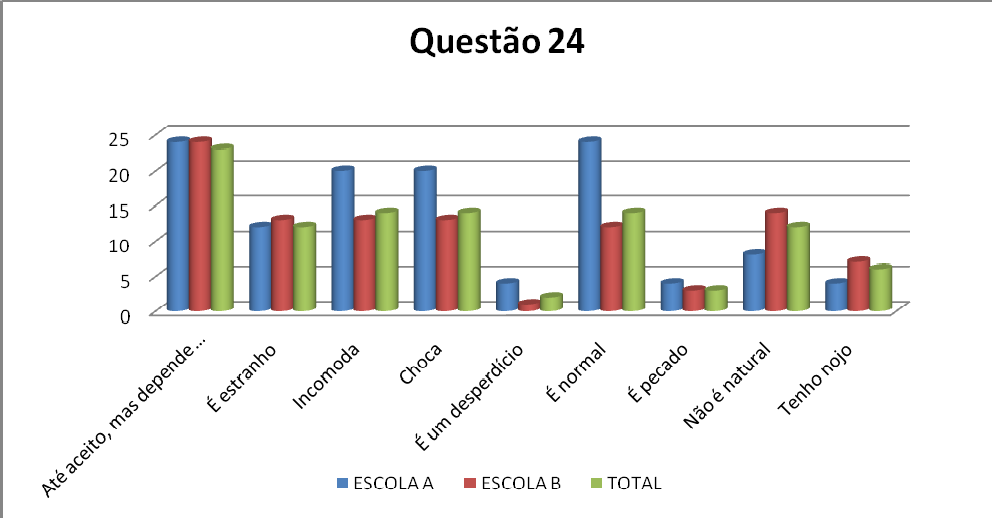 Questão 24
25
20
15
10
5
0
Até aceito, mas depende...
É estranho
Incomoda
Choca
É um desperdício
É normal
É pecado
Não é natural
Tenho nojo
ESCOLA A ESCOLA B TOTAL